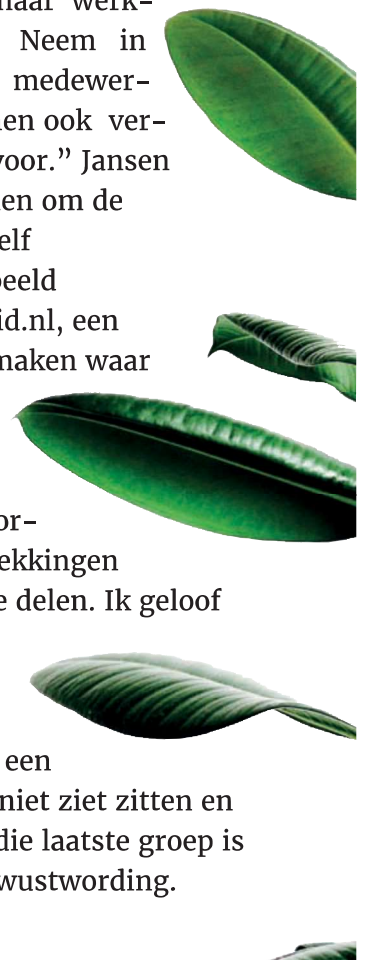 naar werk-
Neem in
medewer-
en ook ver-
voor.” Jansen
en om de
elf
beeld
id.nl, een
maken waar
or-
ekkingen
e delen. Ik geloof
een
niet ziet zitten en
die laatste groep is
wustwording.